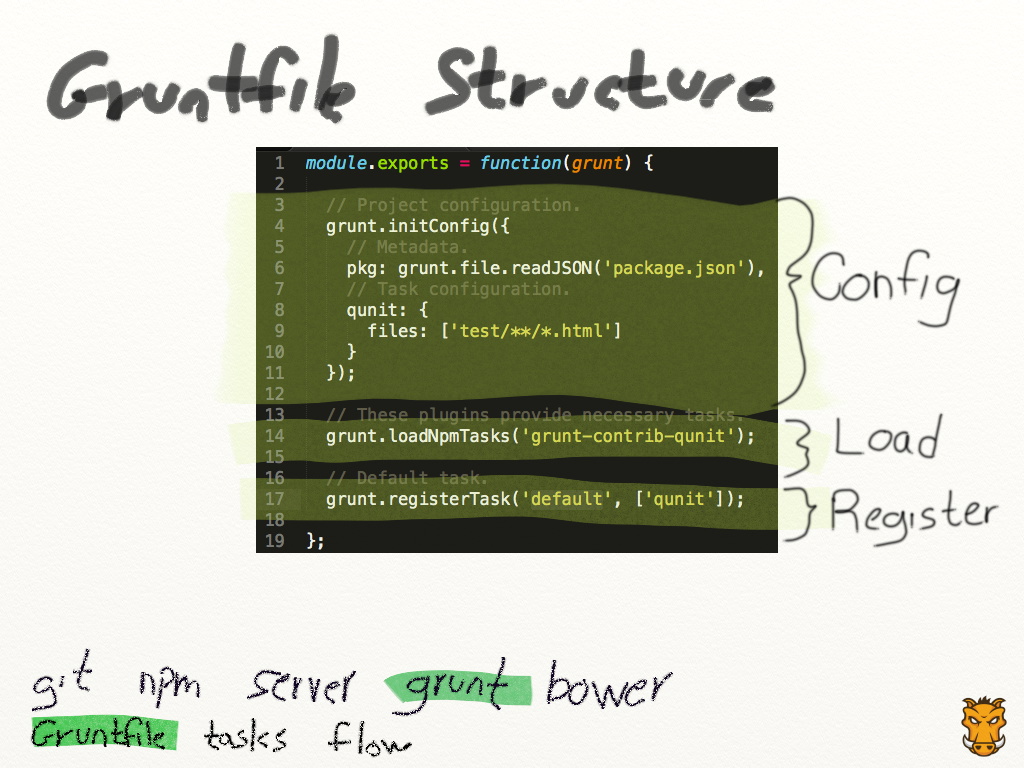 Gruntfile Structure
1 module.exports = function(grunt) {
2
3 // Project configuration.
4 grunt.initConfig({
5 // Metadata.
6 pkg: grunt.file.readJSON('package.json'),
7 // Task configuration.
8 qunit: {
9 files: ['test/**/*.html']
10 }
11 });
12
13 // These plugins provide necessary tasks.
14 grunt.loadNpmTasks('grunt-contrib-qunit');
15
16 // Default task.
17 grunt.registerTask('default', ['qunit']);
18
19 };
Config
Load
Register
git npm server grunt bower
Gruntfile tasks flow